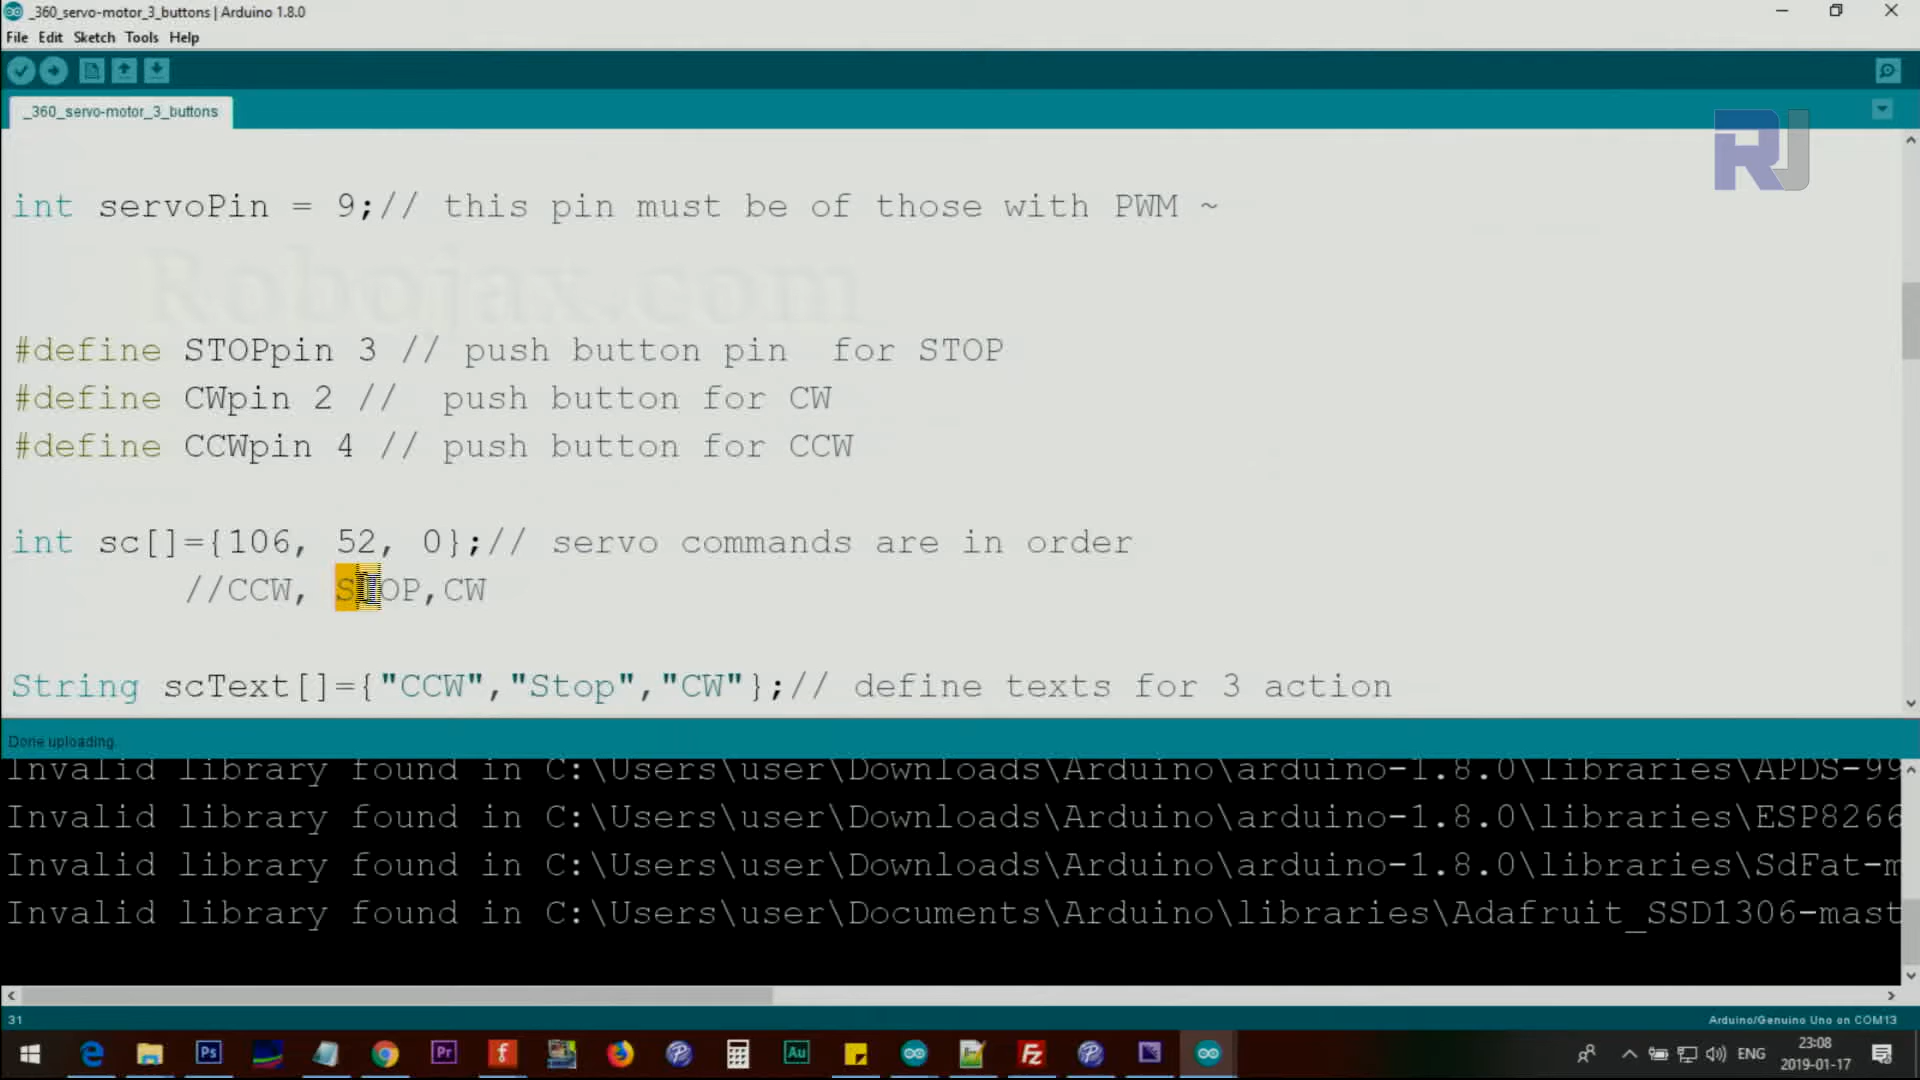 _360_servo-motor_3_buttons | Arduino 1.8.0
File Edit Sketch Tools Help
_360_servo-motor_3_buttons
RJ
int servoPin = 9;// this pin must be of those with PWM ~
Robojax.com
#define STOPpin 3 // push button pin  for STOP
#define CWpin 2 //  push button for CW
#define CCWpin 4 // push button for CCW
int sc[]={106, 52, 0};// servo commands are in order
//CCW, STOP,CW
String scText[]={"CCW","Stop","CW"};// define texts for 3 action
Done uploading.
Invalid library found in C:\Users\user\Downloads\Arduino\arduino-1.8.0\libraries\APDS-99
Invalid library found in C:\Users\user\Downloads\Arduino\arduino-1.8.0\libraries\ESP8266
Invalid library found in C:\Users\user\Downloads\Arduino\arduino-1.8.0\libraries\SdFat-m
Invalid library found in C:\Users\user\Documents\Arduino\libraries\Adafruit_SSD1306-mast
31
Arduino/Genuino Uno on COM13
Ps
Pr
f
Au
Fz
ENG
23:08
2019-01-17